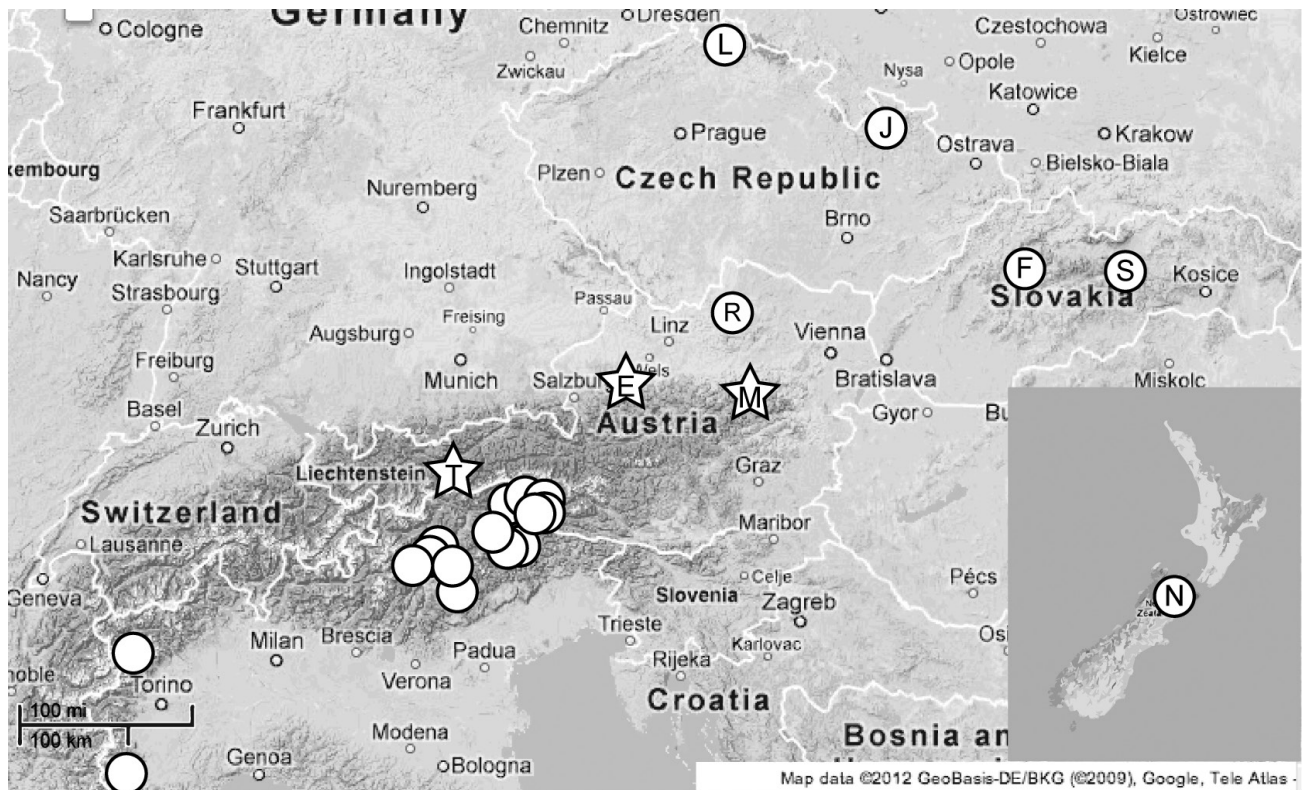 Germany
Cologne
Chemnitz
Dresden
Zwickau
L
Czestochowa
Ostrowiec
Kielce
Opole
Nysa
Katowice
Frankfurt
Prague
J
Ostrava
Krakow
Bielsko-Biala
xembourg
Plzen
Czech Republic
Nuremberg
Saarbrücken
Brno
Karlsruhe
Stuttgart
Ingolstadt
Nancy
Strasbourg
Passau
F
S
Kosice
Slovakia
Freising
Linz
R
Vienna
Augsburg
Freiburg
Munich
Salzburg
E
Wels
M
Bratislava
Miskolc
Basel
Zurich
Austria
Gyor
Liechtenstein
T
Graz
Switzerland
Lausanne
Maribor
Geneva
Celje
Pécs
Slovenia
Zagreb
N
Milan
Brescia
Trieste
Karlovac
Padua
Rijeka
Verona
noble
Torino
Croatia
100 mi
100 km
Modena
Genoa
Bologna
Bosnia an
Map data ©2012 GeoBasis-DE/BKG (©2009), Google, Tele Atlas -